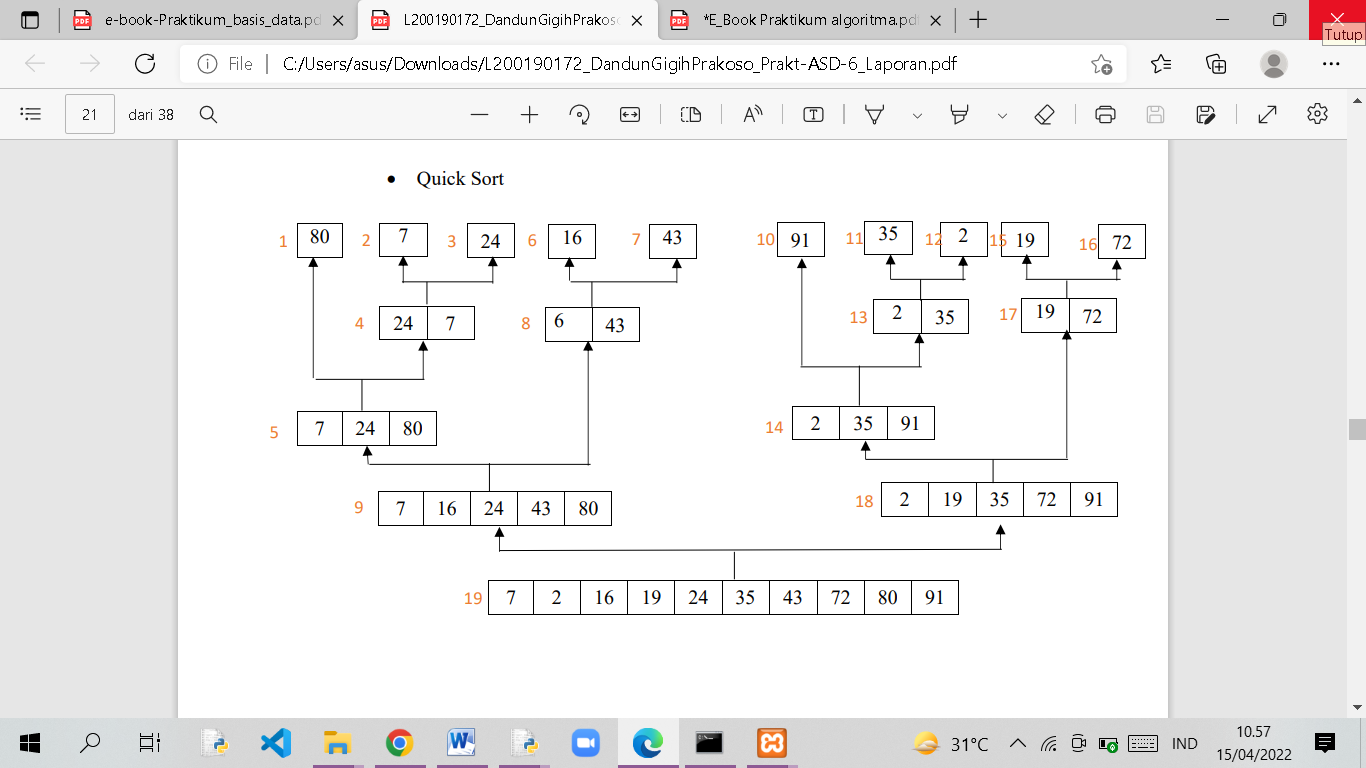 e-book-Praktikum_basis_data.pd
L200190172_DandunGigihPrakoso
*E_Book Praktikum algoritma.pd
Tutup
File | C:/Users/asus/Downloads/L200190172_DandunGigihPrakoso_Prakt-ASD-6_Laporan.pdf
21 dari 38
• Quick Sort
1 80 2 7 3 24 6 16 7 43 10 91 11 35 12 2 15 19 16 72
4 24 7 8 6 43 13 2 35 17 19 72
5 7 24 80 14 2 35 91
9 7 16 24 43 80 18 2 19 35 72 91
19 7 2 16 19 24 35 43 72 80 91
31°C IND 10.57
15/04/2022